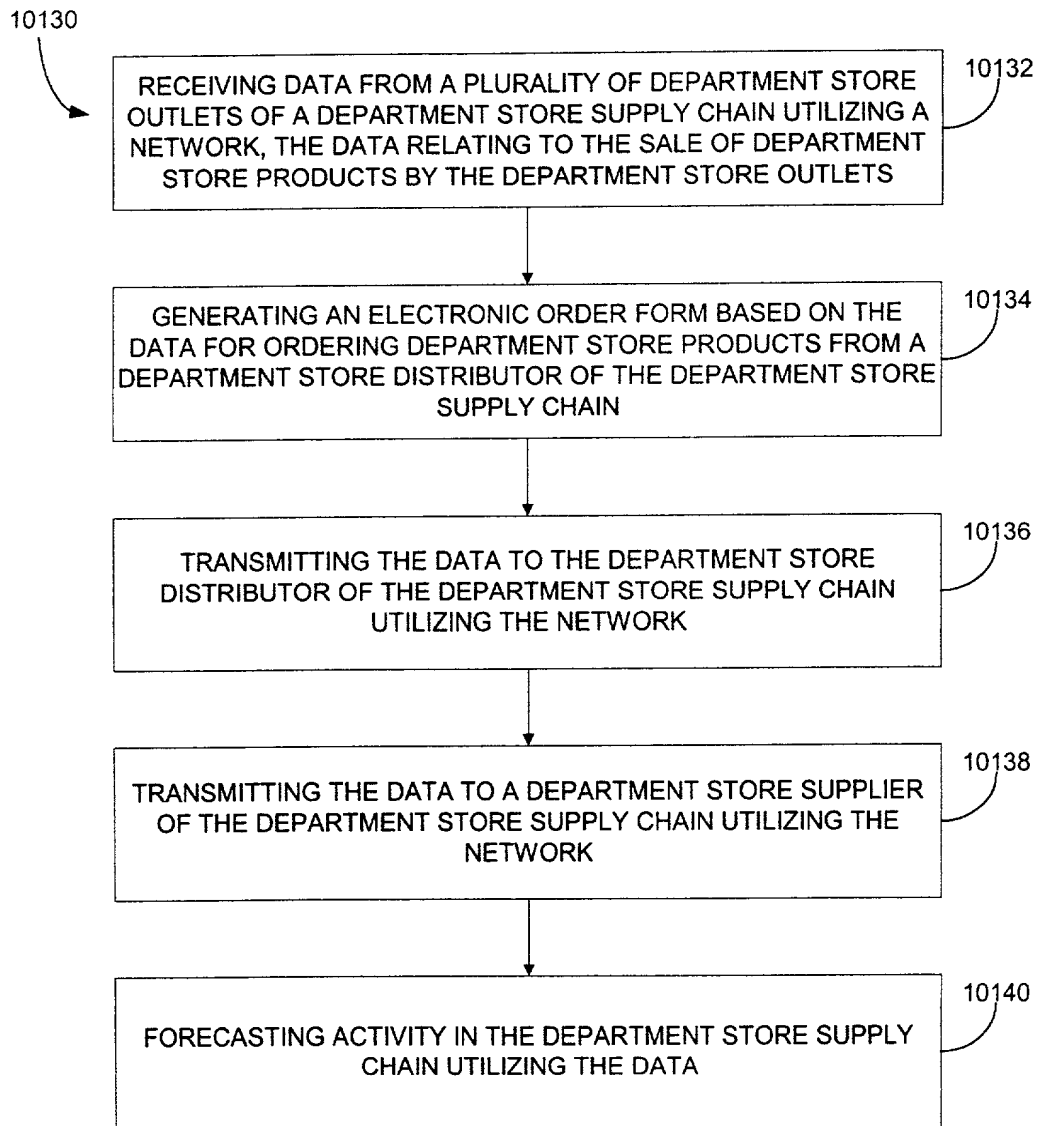 10130
RECEIVING DATA FROM A PLURALITY OF DEPARTMENT STORE
OUTLETS OF A DEPARTMENT STORE SUPPLY CHAIN UTILIZING A
NETWORK, THE DATA RELATING TO THE SALE OF DEPARTMENT
STORE PRODUCTS BY THE DEPARTMENT STORE OUTLETS
10132
GENERATING AN ELECTRONIC ORDER FORM BASED ON THE
DATA FOR ORDERING DEPARTMENT STORE PRODUCTS FROM A
DEPARTMENT STORE DISTRIBUTOR OF THE DEPARTMENT STORE
SUPPLY CHAIN
10134
TRANSMITTING THE DATA TO THE DEPARTMENT STORE
DISTRIBUTOR OF THE DEPARTMENT STORE SUPPLY CHAIN
UTILIZING THE NETWORK
10136
TRANSMITTING THE DATA TO A DEPARTMENT STORE SUPPLIER
OF THE DEPARTMENT STORE SUPPLY CHAIN UTILIZING THE
NETWORK
10138
FORECASTING ACTIVITY IN THE DEPARTMENT STORE SUPPLY
CHAIN UTILIZING THE DATA
10140